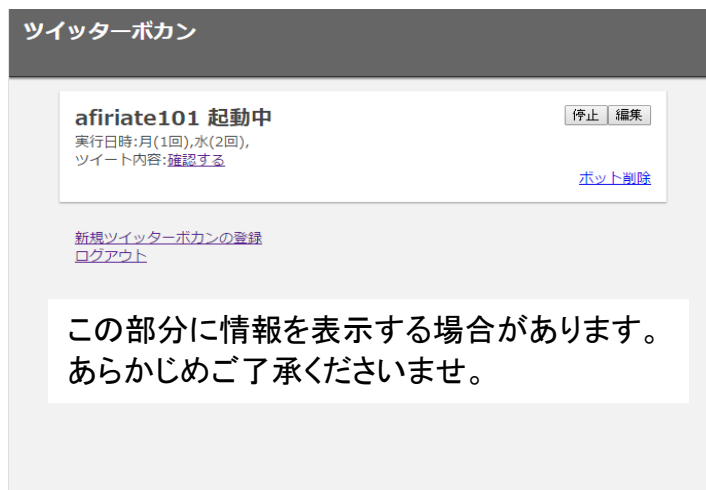 ツイッターボカン
afiriate101 起動中
停止 編集
実行日時:月(1回),水(2回),
ツイート内容:確認する
ボット削除
新規ツイッターボカンの登録
ログアウト
この部分に情報を表示する場合があります。
あらかじめご了承くださいませ。